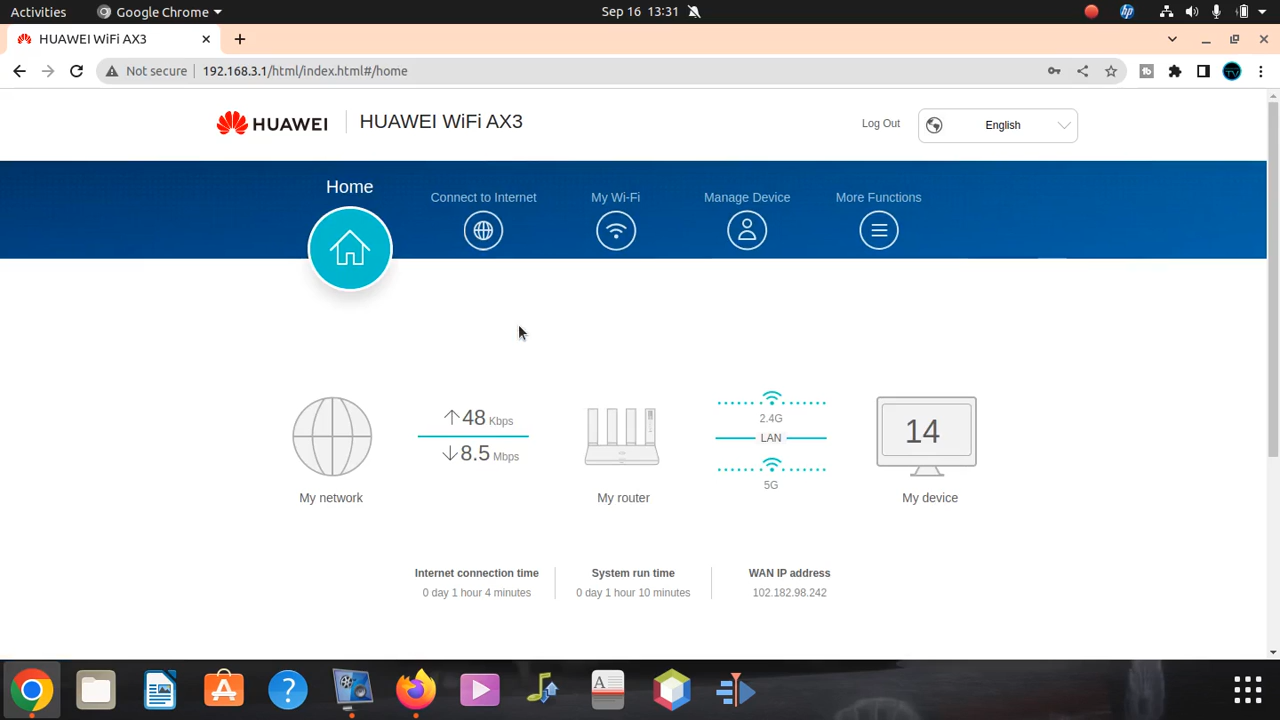 Activities Google Chrome Sep 16 13:31
HUAWEI WiFi AX3
Not secure 192.168.3.1/html/index.html#/home
HUAWEI HUAWEI WiFi AX3 Log Out English
Home Connect to Internet My Wi-Fi Manage Device More Functions
48 Kbps
8.5 Mbps
2.4G
LAN
5G
14
My network My router My device
Internet connection time System run time WAN IP address
0 day 1 hour 4 minutes 0 day 1 hour 10 minutes 102.182.98.242